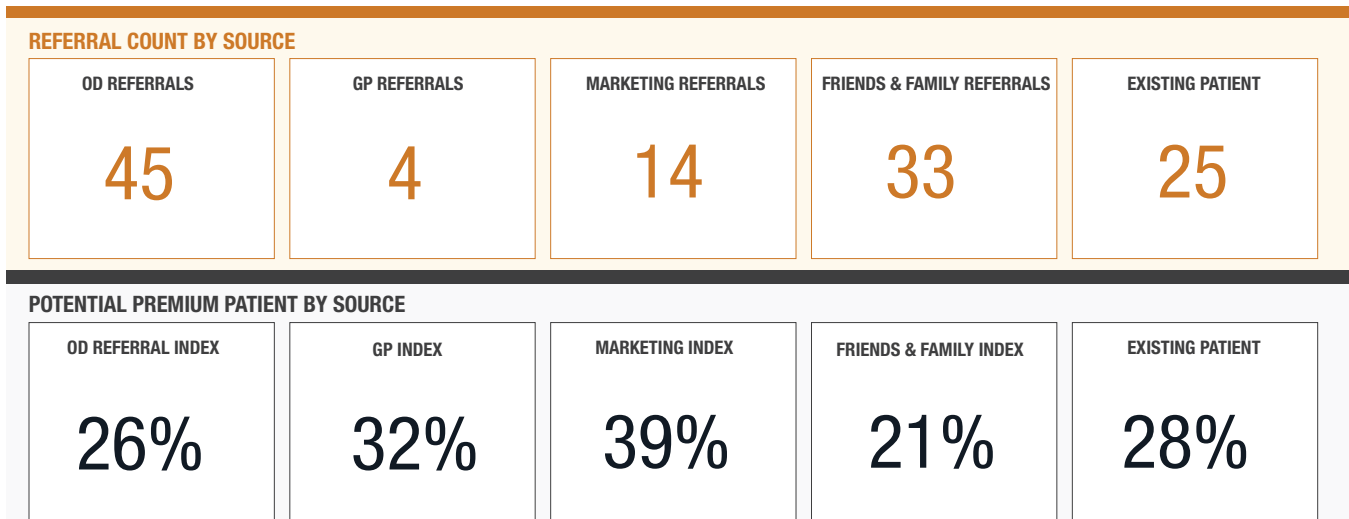 REFERRAL COUNT BY SOURCE
OD REFERRALS
45
GP REFERRALS
4
MARKETING REFERRALS
14
FRIENDS & FAMILY REFERRALS
33
EXISTING PATIENT
25
POTENTIAL PREMIUM PATIENT BY SOURCE
OD REFERRAL INDEX
26%
GP INDEX
32%
MARKETING INDEX
39%
FRIENDS & FAMILY INDEX
21%
EXISTING PATIENT
28%